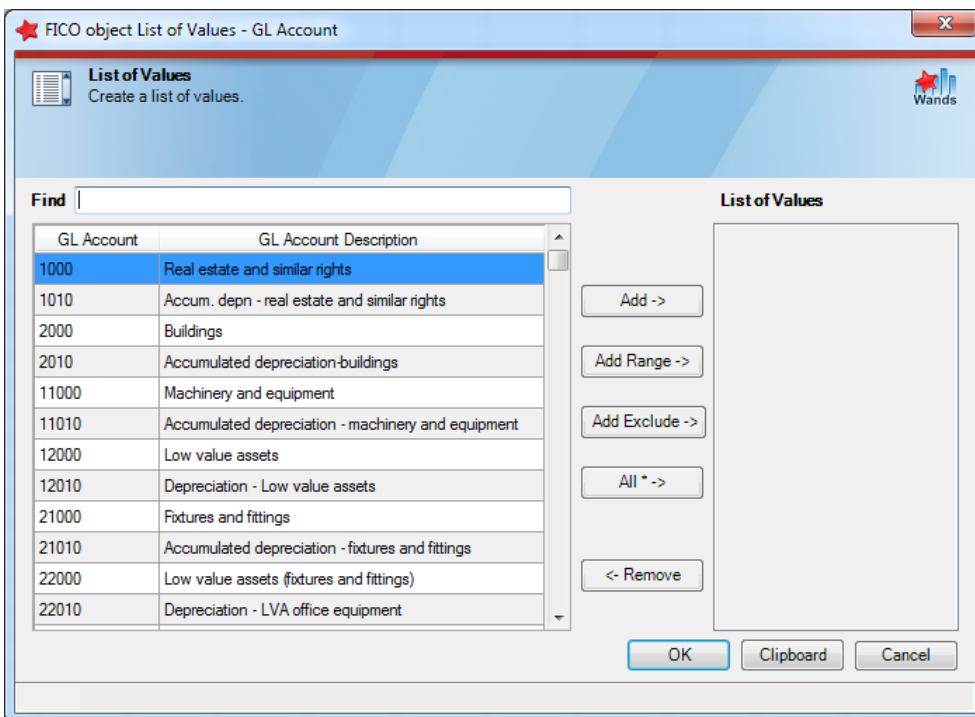 FICO object List of Values - GL Account
List of Values
Create a list of values.
Wands
Find
List of Values
GL Account GL Account Description
1000 Real estate and similar rights
1010 Accum. depn - real estate and similar rights
2000 Buildings
2010 Accumulated depreciation-buildings
11000 Machinery and equipment
11010 Accumulated depreciation - machinery and equipment
12000 Low value assets
12010 Depreciation - Low value assets
21000 Fixtures and fittings
21010 Accumulated depreciation - fixtures and fittings
22000 Low value assets (fixtures and fittings)
22010 Depreciation - LVA office equipment
Add ->
Add Range ->
Add Exclude ->
All * ->
<- Remove
OK Clipboard Cancel